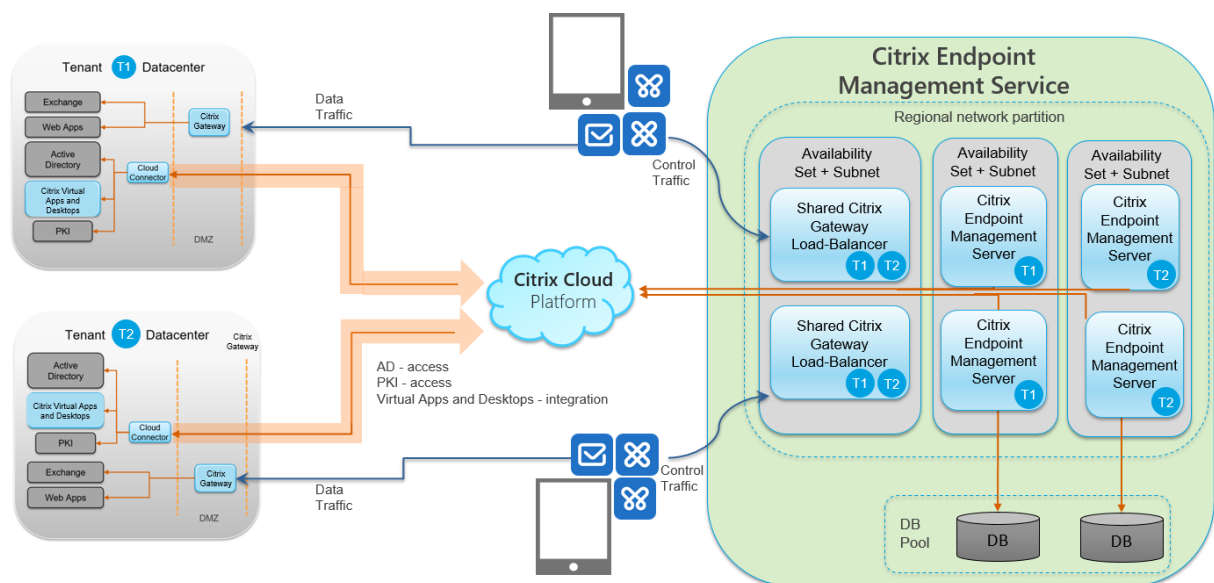 Tenant T1 Datacenter
Exchange
Web Apps
Active
Directory
Citrix Virtual
Apps and
Desktops
PKI
Cloud
Connector
Citrix
Gateway
DMZ
Data
Traffic
Tenant T2 Datacenter
Citrix
Gateway
Active
Directory
Citrix Virtual Apps
and Desktops
PKI
Cloud
Connector
Exchange
Web Apps
Citrix
Gateway
DMZ
Data
Traffic
Citrix Cloud
Platform
AD - access
PKI - access
Virtual Apps and Desktops - integration
Control
Traffic
Control
Traffic
Citrix Endpoint
Management Service
Regional network partition
Availability
Set + Subnet
Shared Citrix
Gateway
Load-Balancer
T1 T2
Shared Citrix
Gateway
Load-Balancer
T1 T2
Availability
Set + Subnet
Citrix
Endpoint
Management
Server
T1
Citrix
Endpoint
Management
Server
T1
Availability
Set + Subnet
Citrix
Endpoint
Management
Server
T2
Citrix
Endpoint
Management
Server
T2
DB
Pool
DB
DB